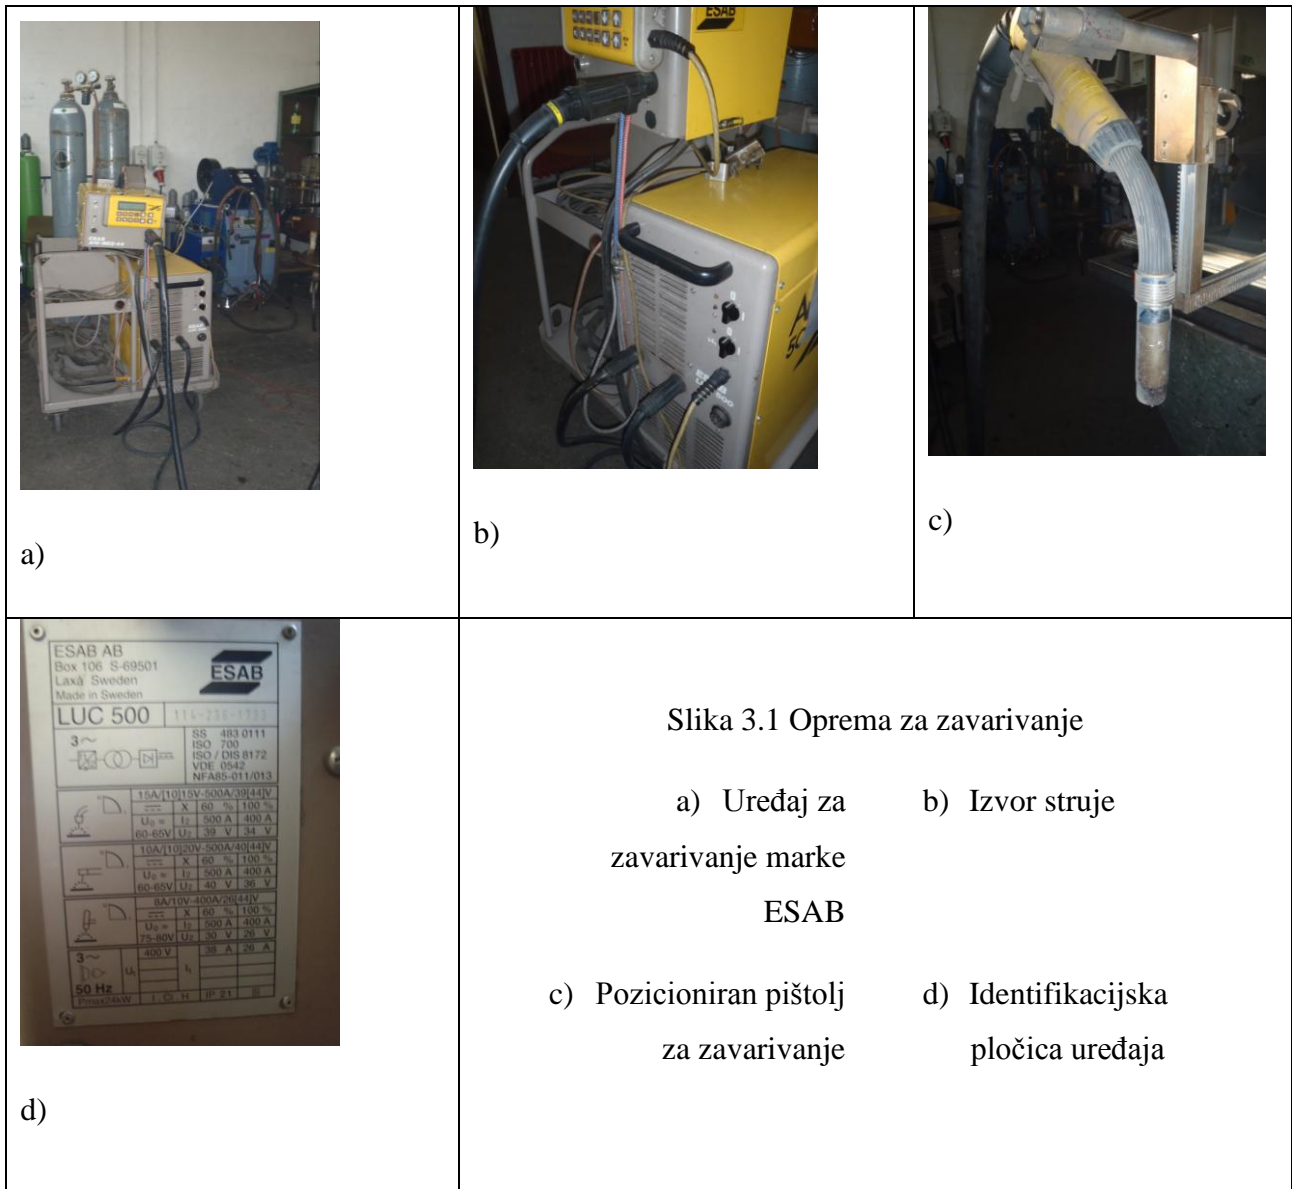 ESAB
ESAB
a)
b)
c)
ESAB AB
Box 106 S-69501
Laxå Sweden
Made in Sweden
ESAB
LUC 500
3~
SS 483 0111
ISO 700
ISO / DIS 8172
VDE 0542
NFA85-011/013
15A/[10]15V-500A/39[44]V
X 60 % 100 %
U₀ = I₂ 500 A 400 A
60-65V U₂ 39 V 34 V
10A/[10]20V-500A/40[44]V
X 60 % 100 %
U₀ = I₂ 500 A 400 A
60-65V U₂ 40 V 36 V
8A/10V-400A/26[44]V
X 60 % 100 %
U₀ = I₂ 500 A 400 A
75-80V U₂ 30 V 26 V
3~ U₁ 400 V I₁ 38 A 26 A
50 Hz
Pmax24kW IP 21 S
d)
Slika 3.1 Oprema za zavarivanje
a) Uređaj za
zavarivanje marke
ESAB
b) Izvor struje
c) Pozicioniran pištolj
za zavarivanje
d) Identifikacijska
pločica uređaja